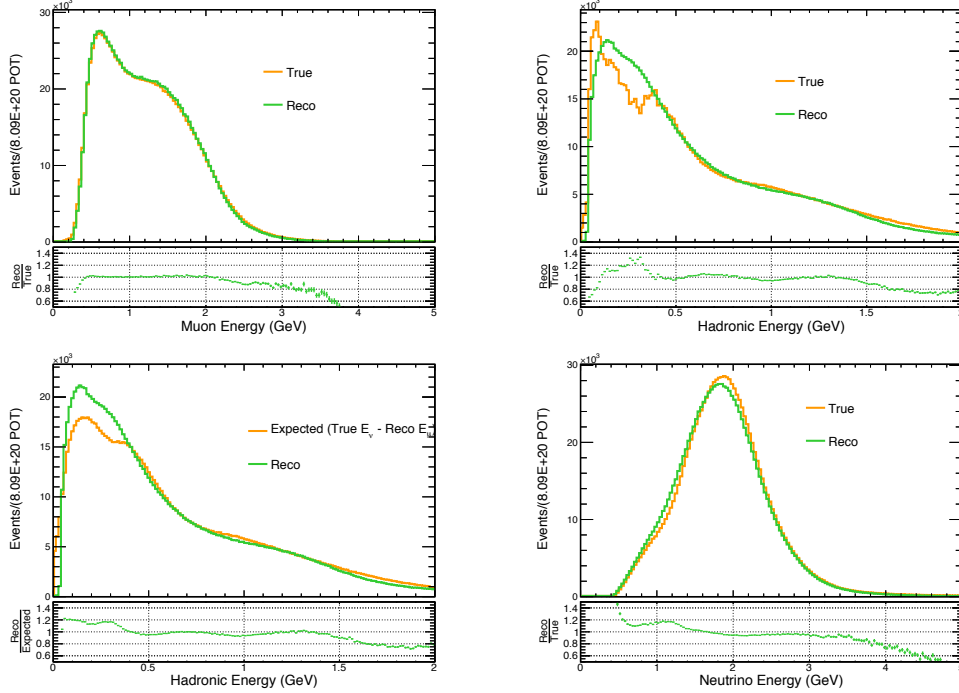 ×10³
30
20
10
0
Events/(8.09E+20 POT)
True
Reco
1.4
1.2
1
0.8
0.6
Reco
True
0 1 2 3 4 5
Muon Energy (GeV)
×10³
20
15
10
5
0
Events/(8.09E+20 POT)
True
Reco
1.4
1.2
1
0.8
0.6
Reco
True
0 0.5 1 1.5
Hadronic Energy (GeV)
×10³
20
15
10
5
0
Events/(8.09E+20 POT)
Expected (True Eν - Reco E
Reco
1.4
1.2
1
0.8
0.6
Reco
Expected
0 0.5 1 1.5 2
Hadronic Energy (GeV)
×10³
30
20
10
0
Events/(8.09E+20 POT)
True
Reco
1.4
1.2
1
0.8
0.6
Reco
True
0 1 2 3 4
Neutrino Energy (GeV)